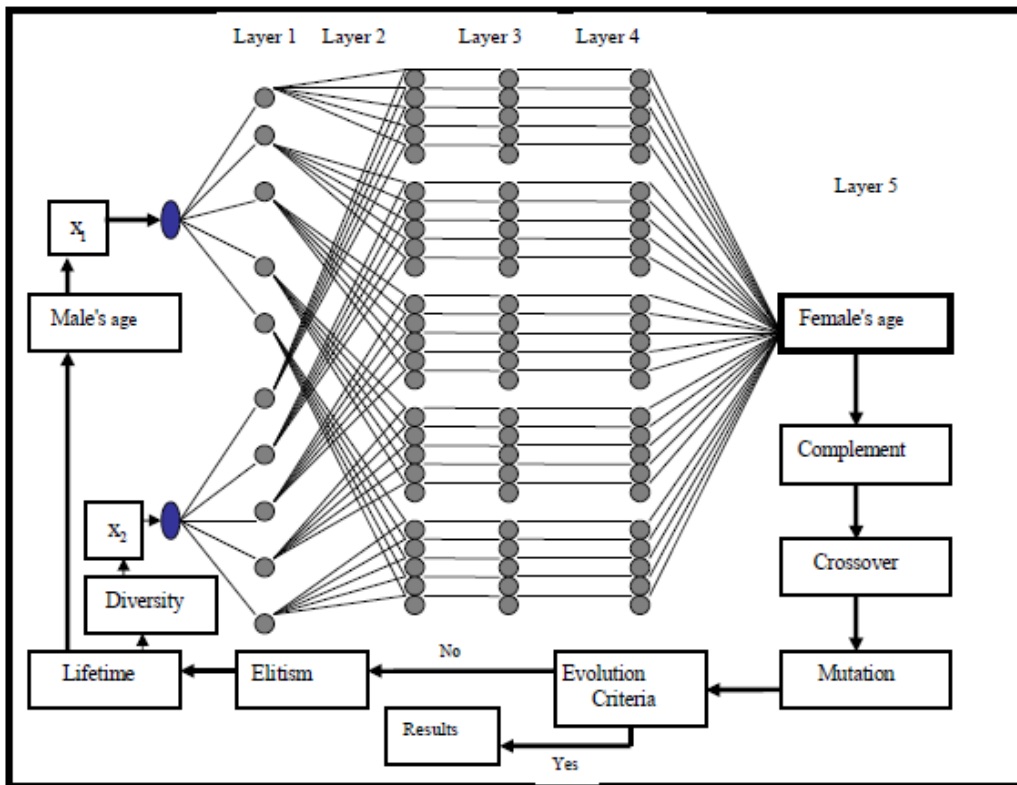 Layer 1 Layer 2 Layer 3 Layer 4
Layer 5
x1
Male's age
Female's age
Complement
x2
Crossover
Diversity
Lifetime
Elitism
No
Evolution
Criteria
Mutation
Results
Yes